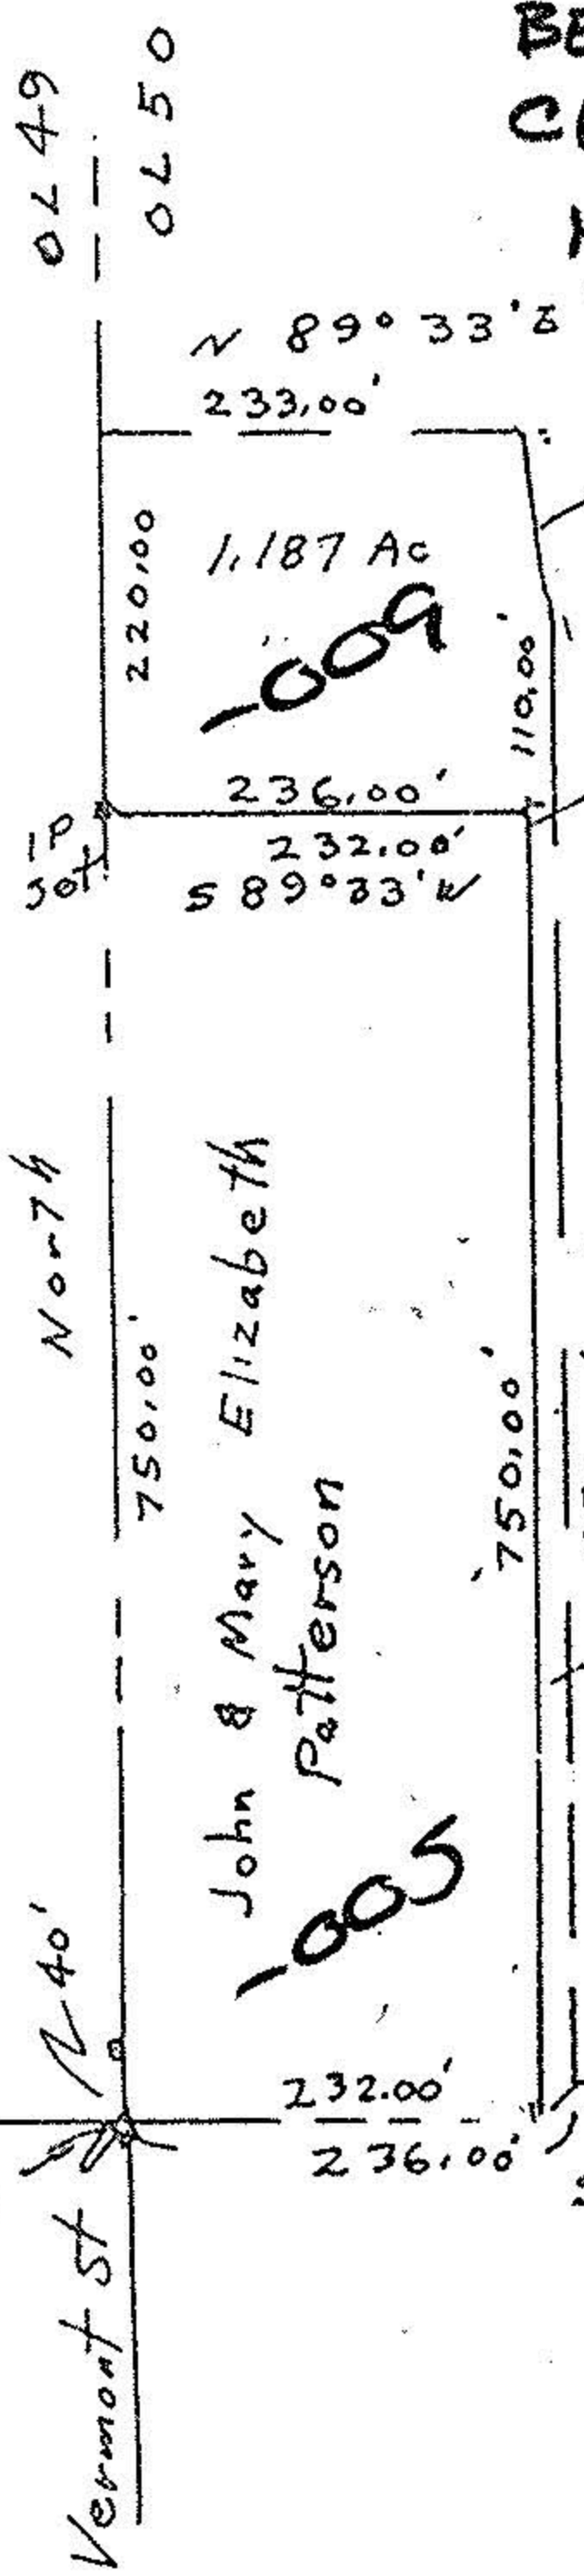 BE
C
OL 49
OL 50
N 89° 33' E
233.00'
220.00
1.187 Ac
-009
110.00'
236.00'
232.00'
S 89° 33' W
IP
North
750.00'
John & Mary Elizabeth
Patterson
750.00'
-005
40'
232.00'
236.00'
Vermont St